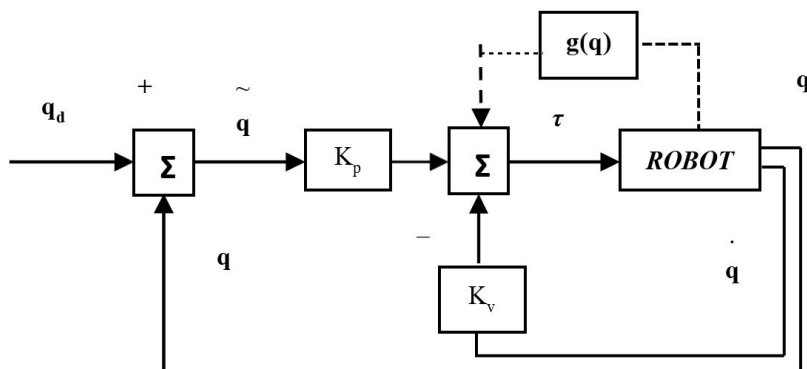 g(q)
q
+
~
q_d
q
τ
Σ
K_p
Σ
ROBOT
q
−
.
q
K_v